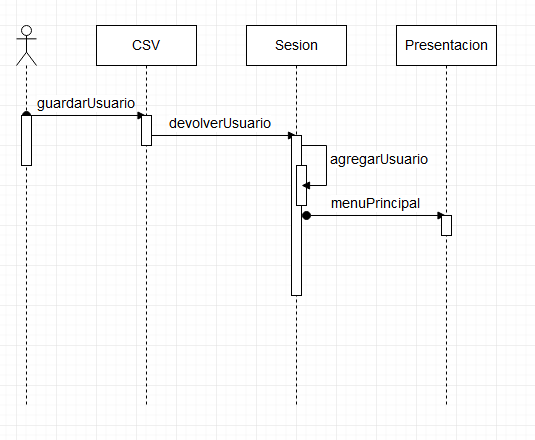 CSV
Sesion
Presentacion
guardarUsuario
devolverUsuario
agregarUsuario
menuPrincipal